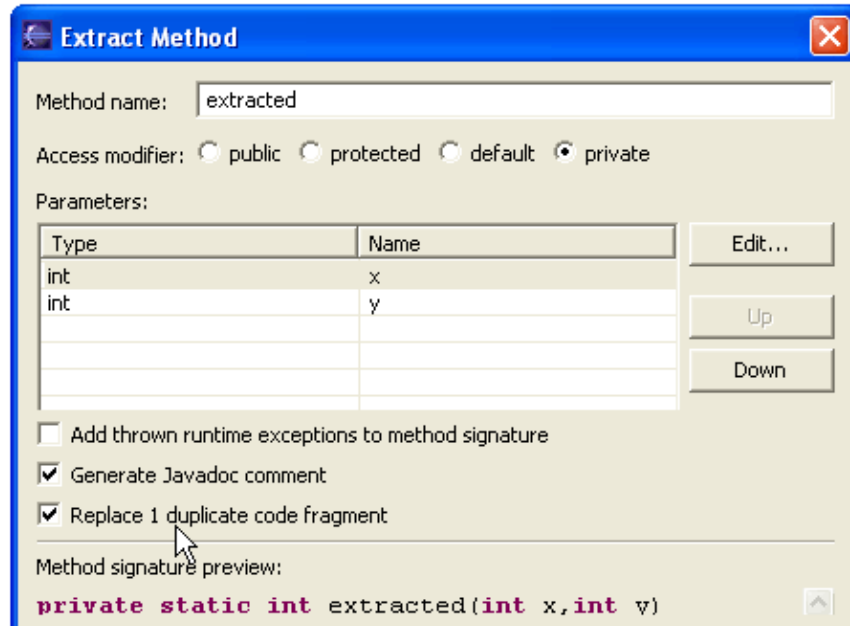 Extract Method
Method name: extracted
Access modifier: public protected default private
Parameters:
Type Name Edit...
int x
int y
Up
Down
Add thrown runtime exceptions to method signature
Generate Javadoc comment
Replace 1 duplicate code fragment
Method signature preview:
private static int extracted(int x,int y)